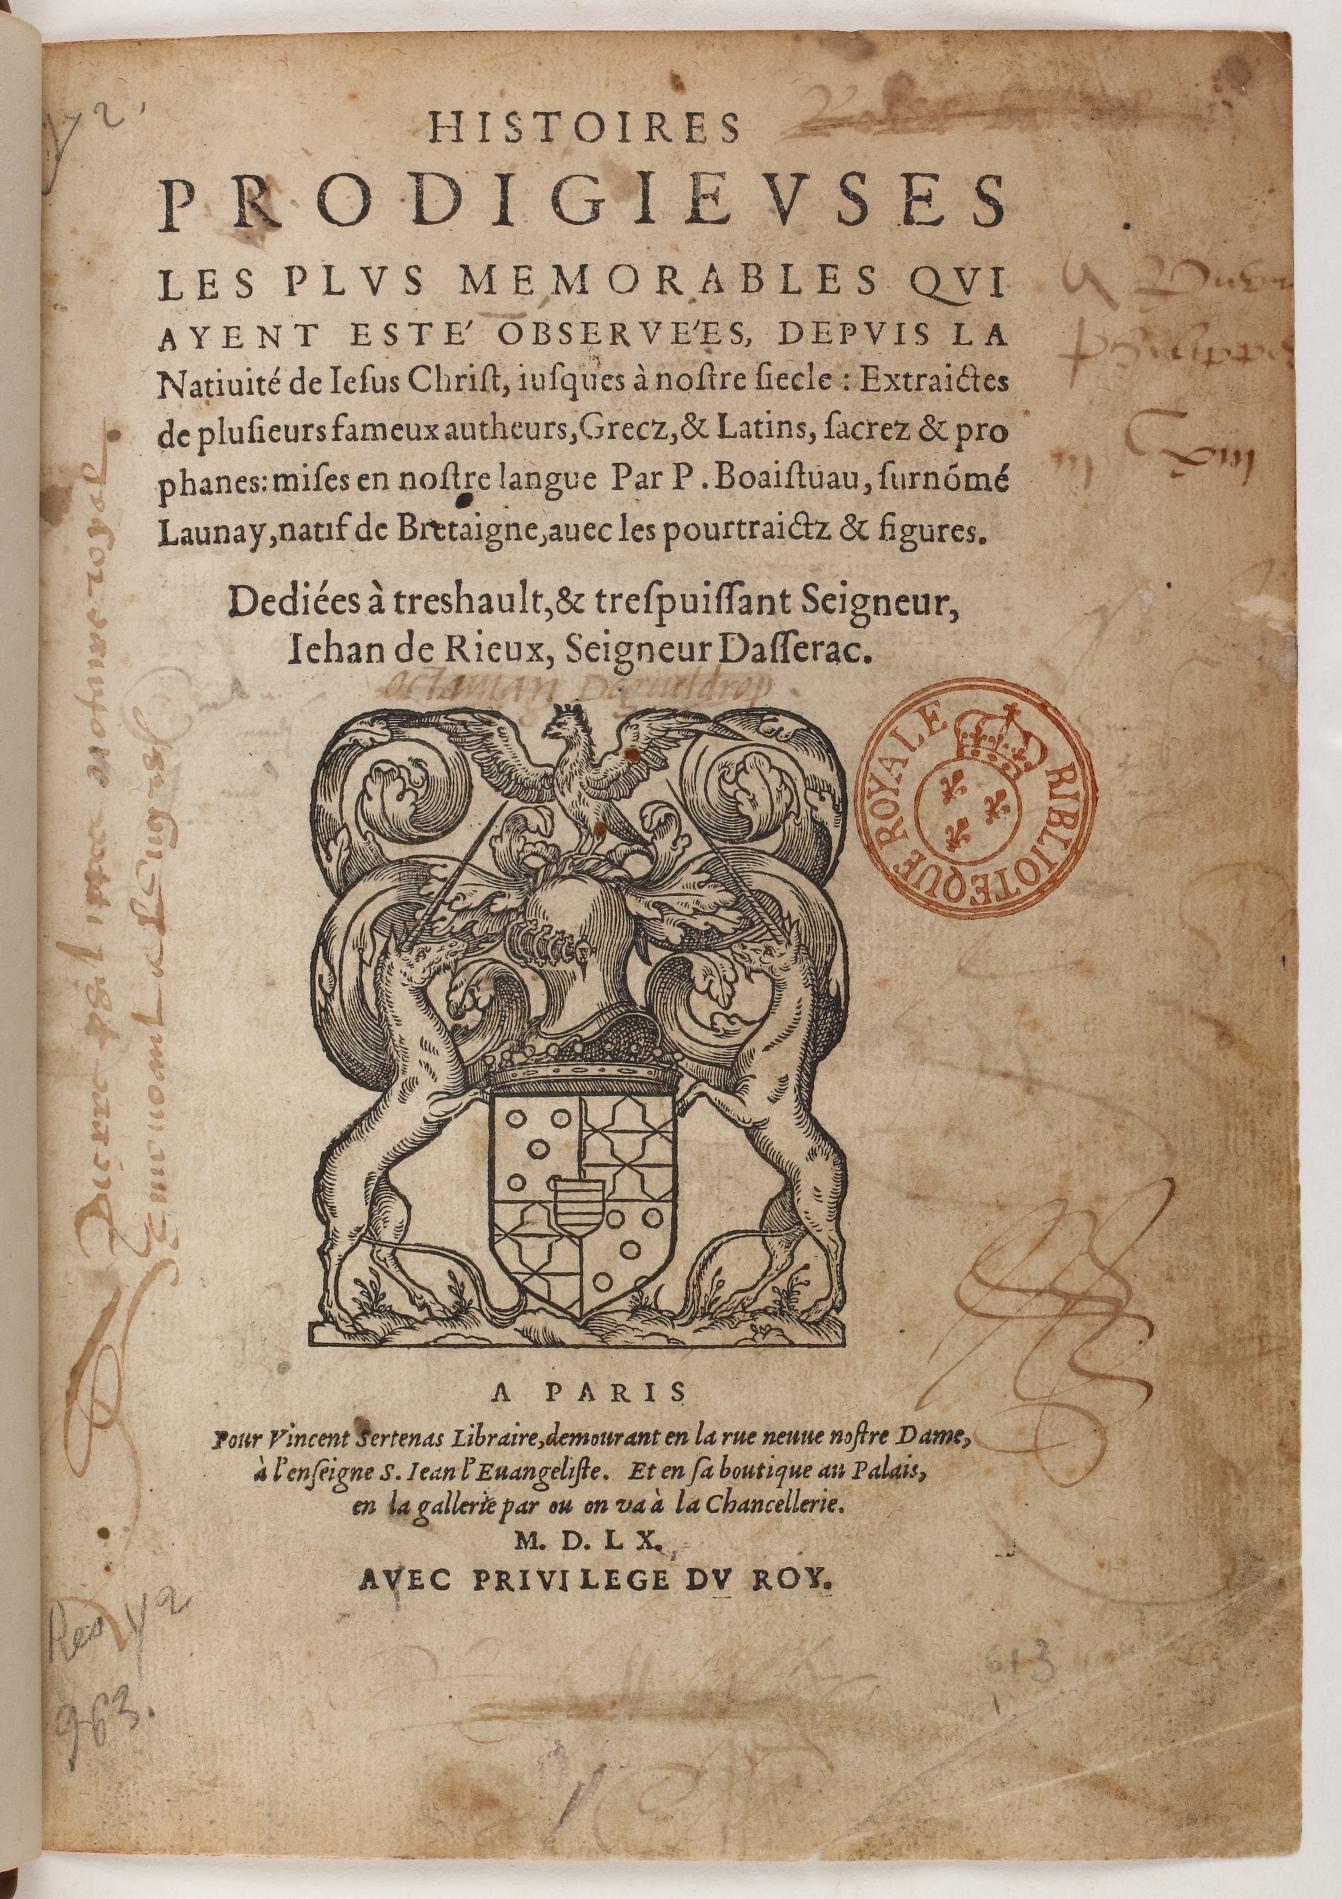 y2
HISTOIRES
PRODIGIEVSES
LES PLVS MEMORABLES QVI
AYENT ESTE' OBSERVE'ES, DEPVIS LA
Natiuité de Ieſus Chriſt, iuſques à noſtre ſiecle : Extraictes
de pluſieurs fameux autheurs, Grecz, & Latins, ſacrez & pro
phanes: miſes en noſtre langue Par P. Boaiſtuau, ſurnõmé
Launay, natif de Bretaigne, auec les pourtraictz & figures.
Dediées à treshault, & treſpuiſſant Seigneur,
Iehan de Rieux, Seigneur Daſſerac.
BIBLIOTEQUE ROYALE
A PARIS
Pour Vincent Sertenas Libraire, demourant en la rue neuue noſtre Dame,
à l'enſeigne S. Iean l'Euangeliſte. Et en ſa boutique au Palais,
en la gallerie par ou on va à la Chancellerie.
M. D. L X.
AVEC PRIVILEGE DV ROY.
Res y2
963.
613